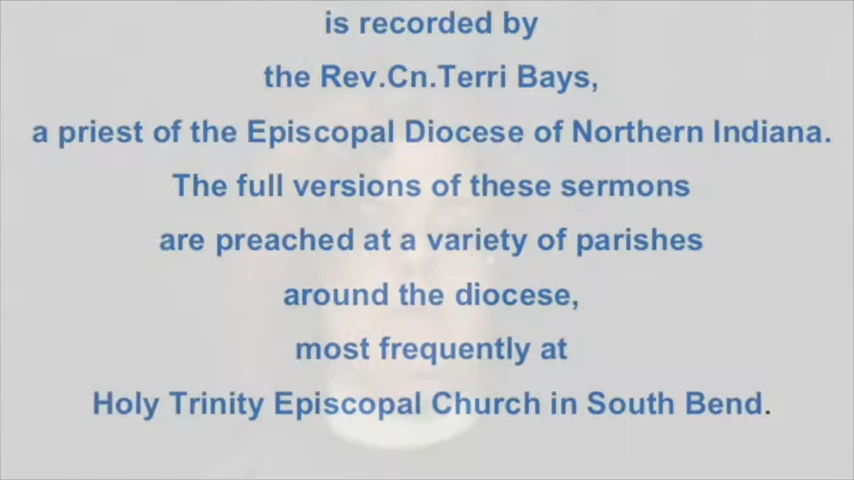 is recorded by
the Rev.Cn.Terri Bays,
a priest of the Episcopal Diocese of Northern Indiana.
The full versions of these sermons
are preached at a variety of parishes
around the diocese,
most frequently at
Holy Trinity Episcopal Church in South Bend.